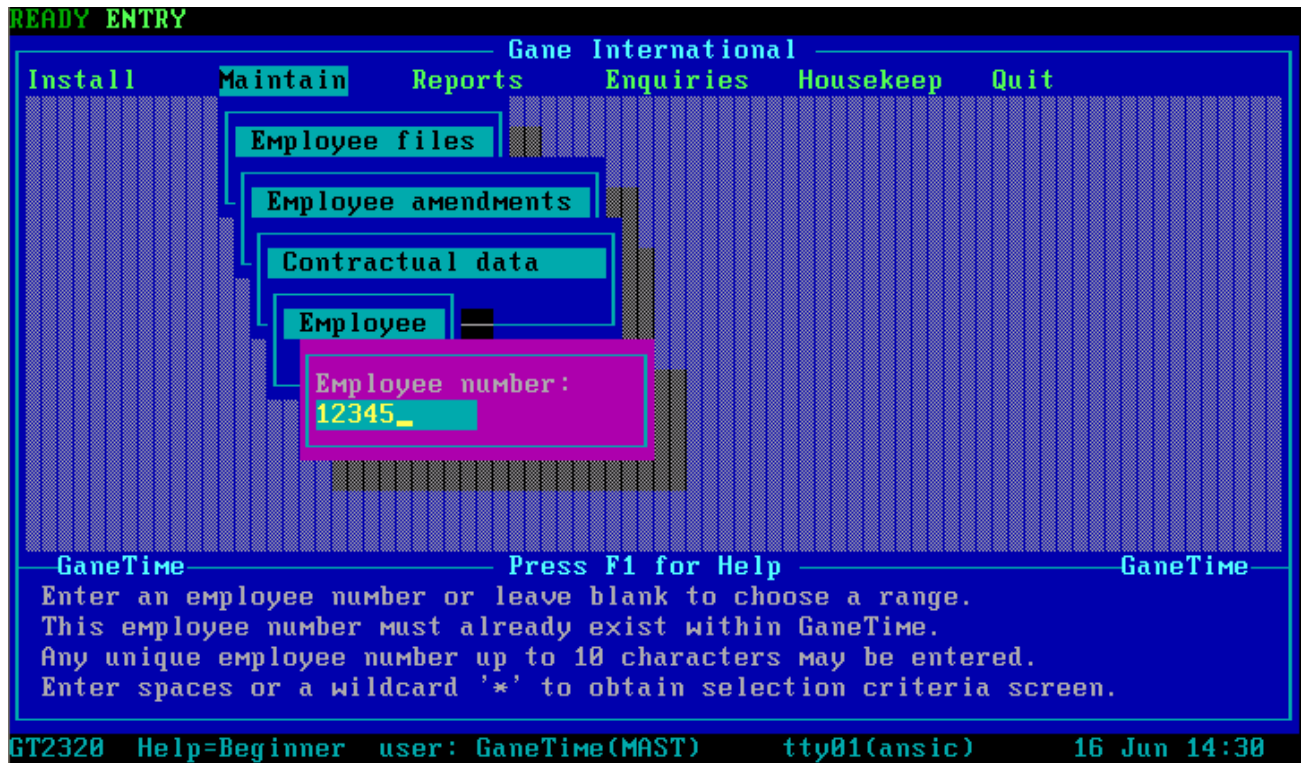 READY ENTRY
Gane International
Install Maintain Reports Enquiries Housekeep Quit
Employee files
Employee amendments
Contractual data
Employee
Employee number:
12345_
GaneTime Press F1 for Help GaneTime
Enter an employee number or leave blank to choose a range.
This employee number must already exist within GaneTime.
Any unique employee number up to 10 characters may be entered.
Enter spaces or a wildcard '*' to obtain selection criteria screen.
GT2320 Help=Beginner user: GaneTime(MAST) tty01(ansic) 16 Jun 14:30